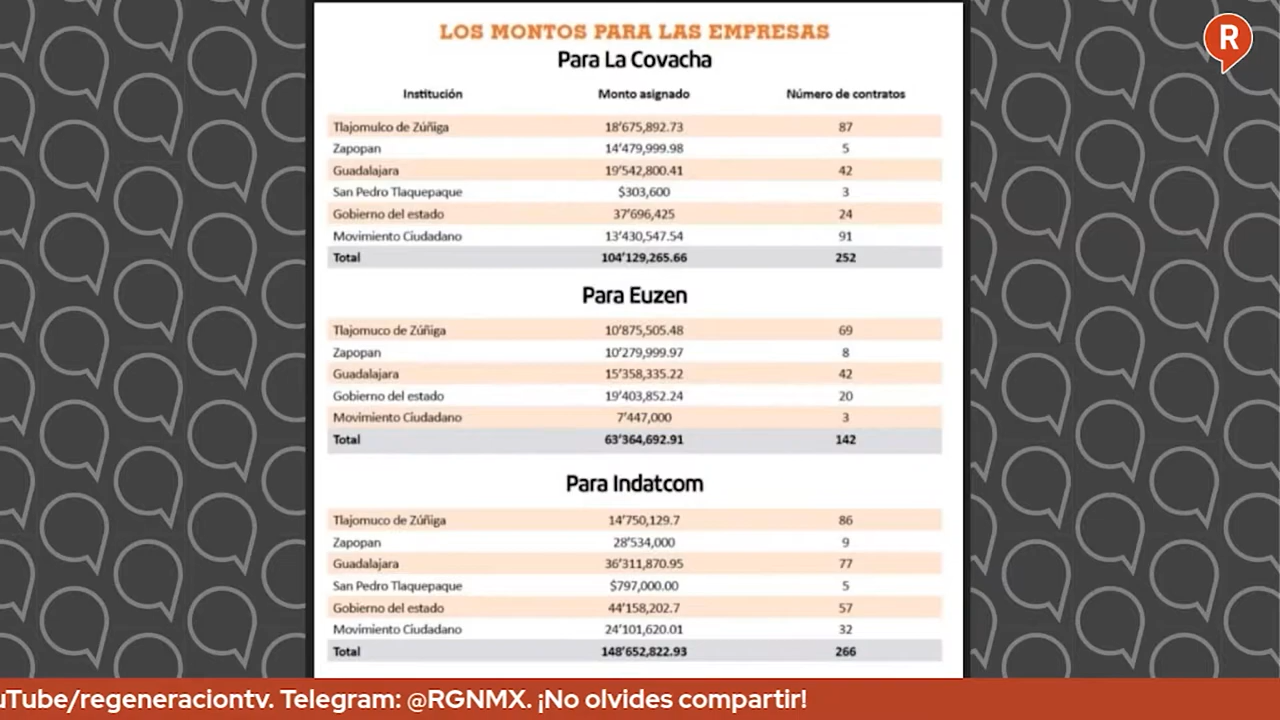 R
LOS MONTOS PARA LAS EMPRESAS
Para La Covacha
Institución Monto asignado Número de contratos
Tlajomulco de Zúñiga 18'675,892.73 87
Zapopan 14'479,999.98 5
Guadalajara 19'542,800.41 42
San Pedro Tlaquepaque $303,600 3
Gobierno del estado 37'696,425 24
Movimiento Ciudadano 13'430,547.54 91
Total 104'129,265.66 252
Para Euzen
Tlajomuco de Zúñiga 10'875,505.48 69
Zapopan 10'279,999.97 8
Guadalajara 15'358,335.22 42
Gobierno del estado 19'403,852.24 20
Movimiento Ciudadano 7'447,000 3
Total 63'364,692.91 142
Para Indatcom
Tlajomuco de Zúñiga 14'750,129.7 86
Zapopan 28'534,000 9
Guadalajara 36'311,870.95 77
San Pedro Tlaquepaque $797,000.00 5
Gobierno del estado 44'158,202.7 57
Movimiento Ciudadano 24'101,620.01 32
Total 148'652,822.93 266
uTube/regeneraciontv. Telegram: @RGNMX. ¡No olvides compartir!